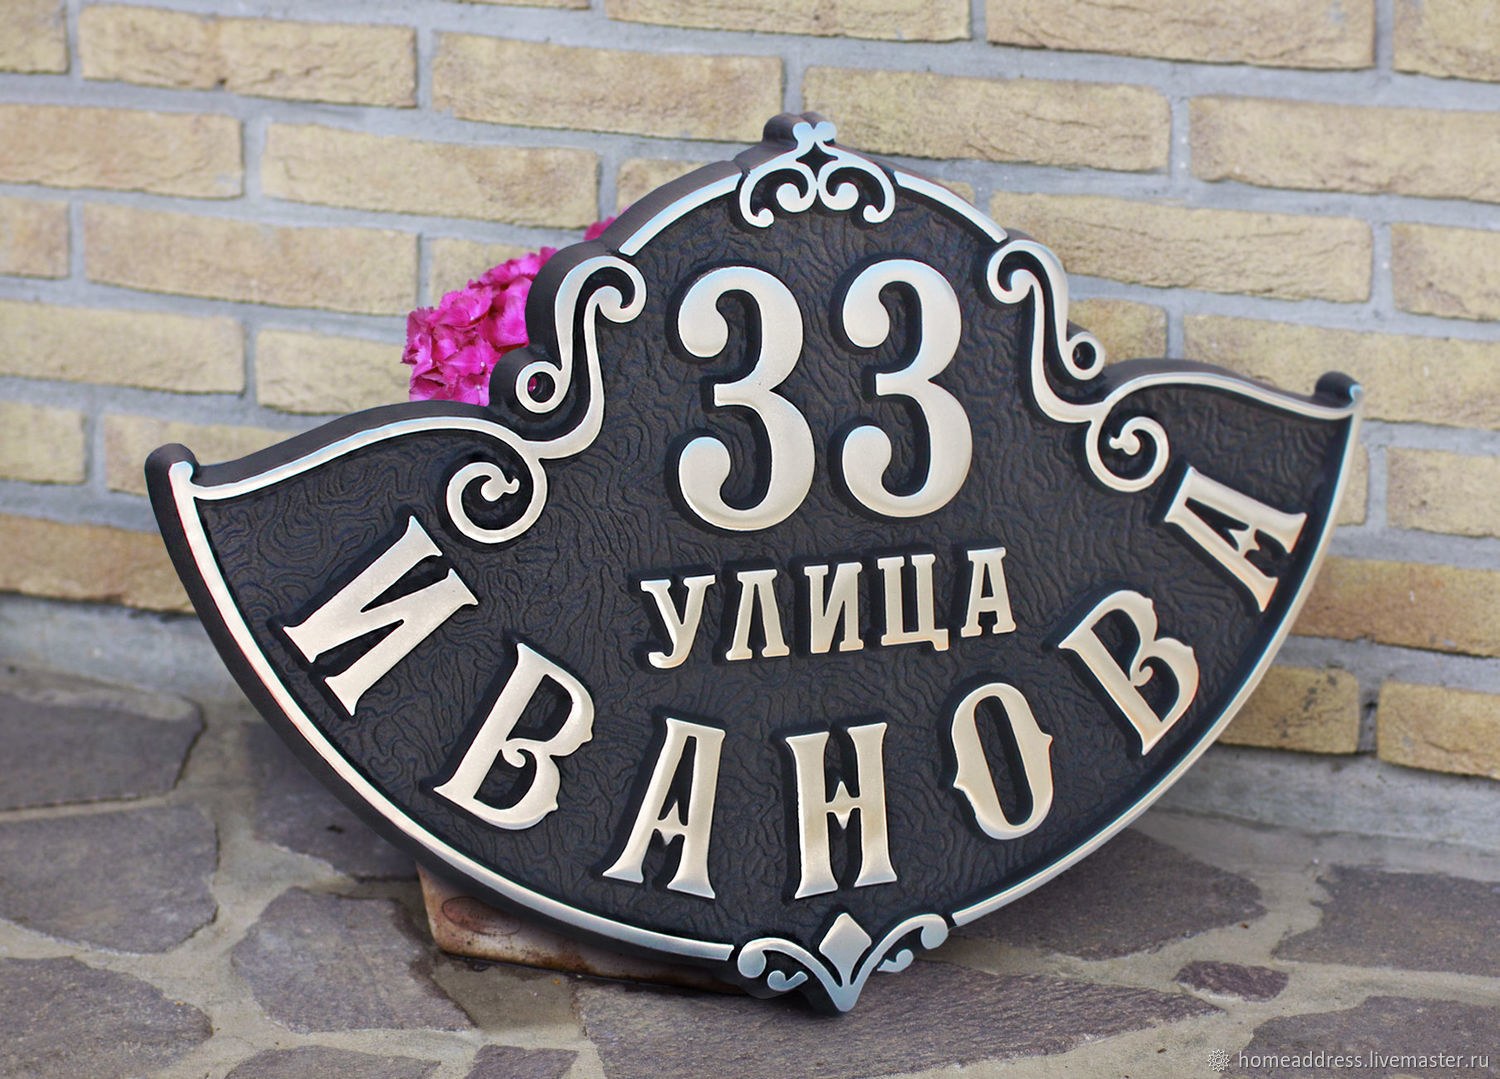 33
УЛИЦА
ИВАНОВА
homeaddress.livemaster.ru